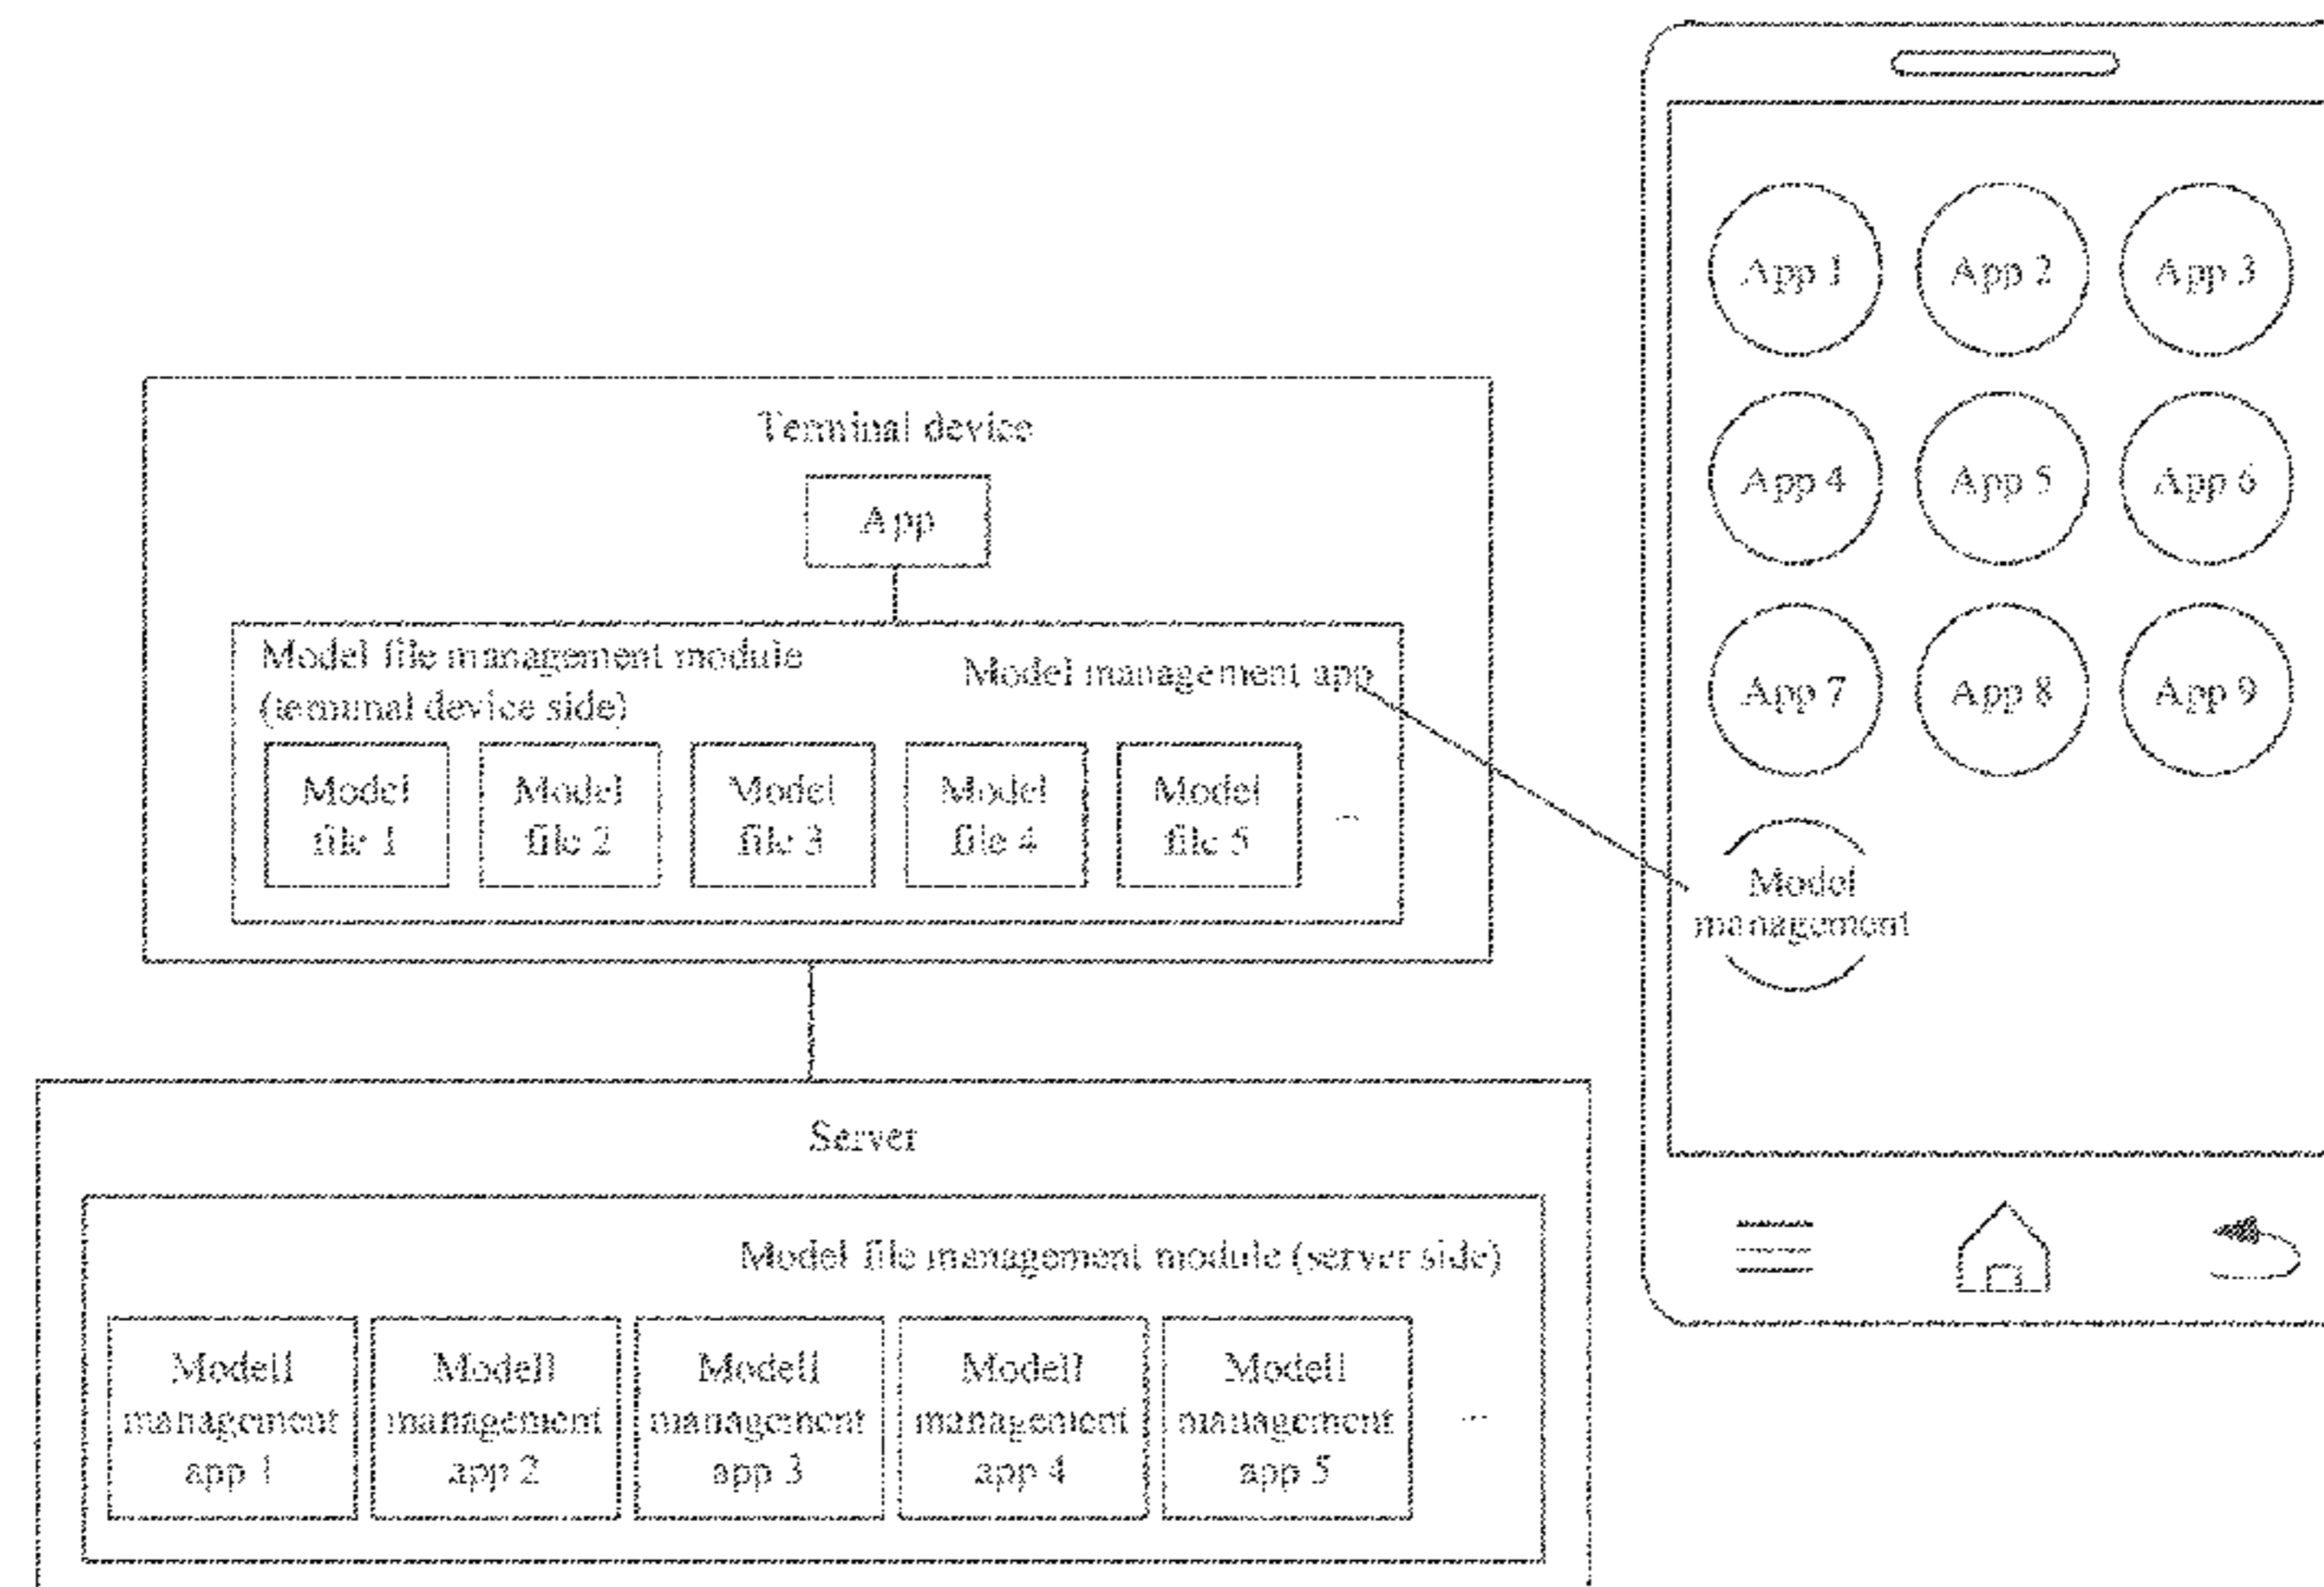 App 1
App 2
App 3
App 4
App 5
App 6
App 7
App 8
App 9
Model
management
Terminal device
App
Model file management module
(terminal device side)
Model management app
Model
file 1
Model
file 2
Model
file 3
Model
file 4
Model
file 5
...
Server
Model file management module (server side)
Modell
management
app 1
Modell
management
app 2
Modell
management
app 3
Modell
management
app 4
Modell
management
app 5
...